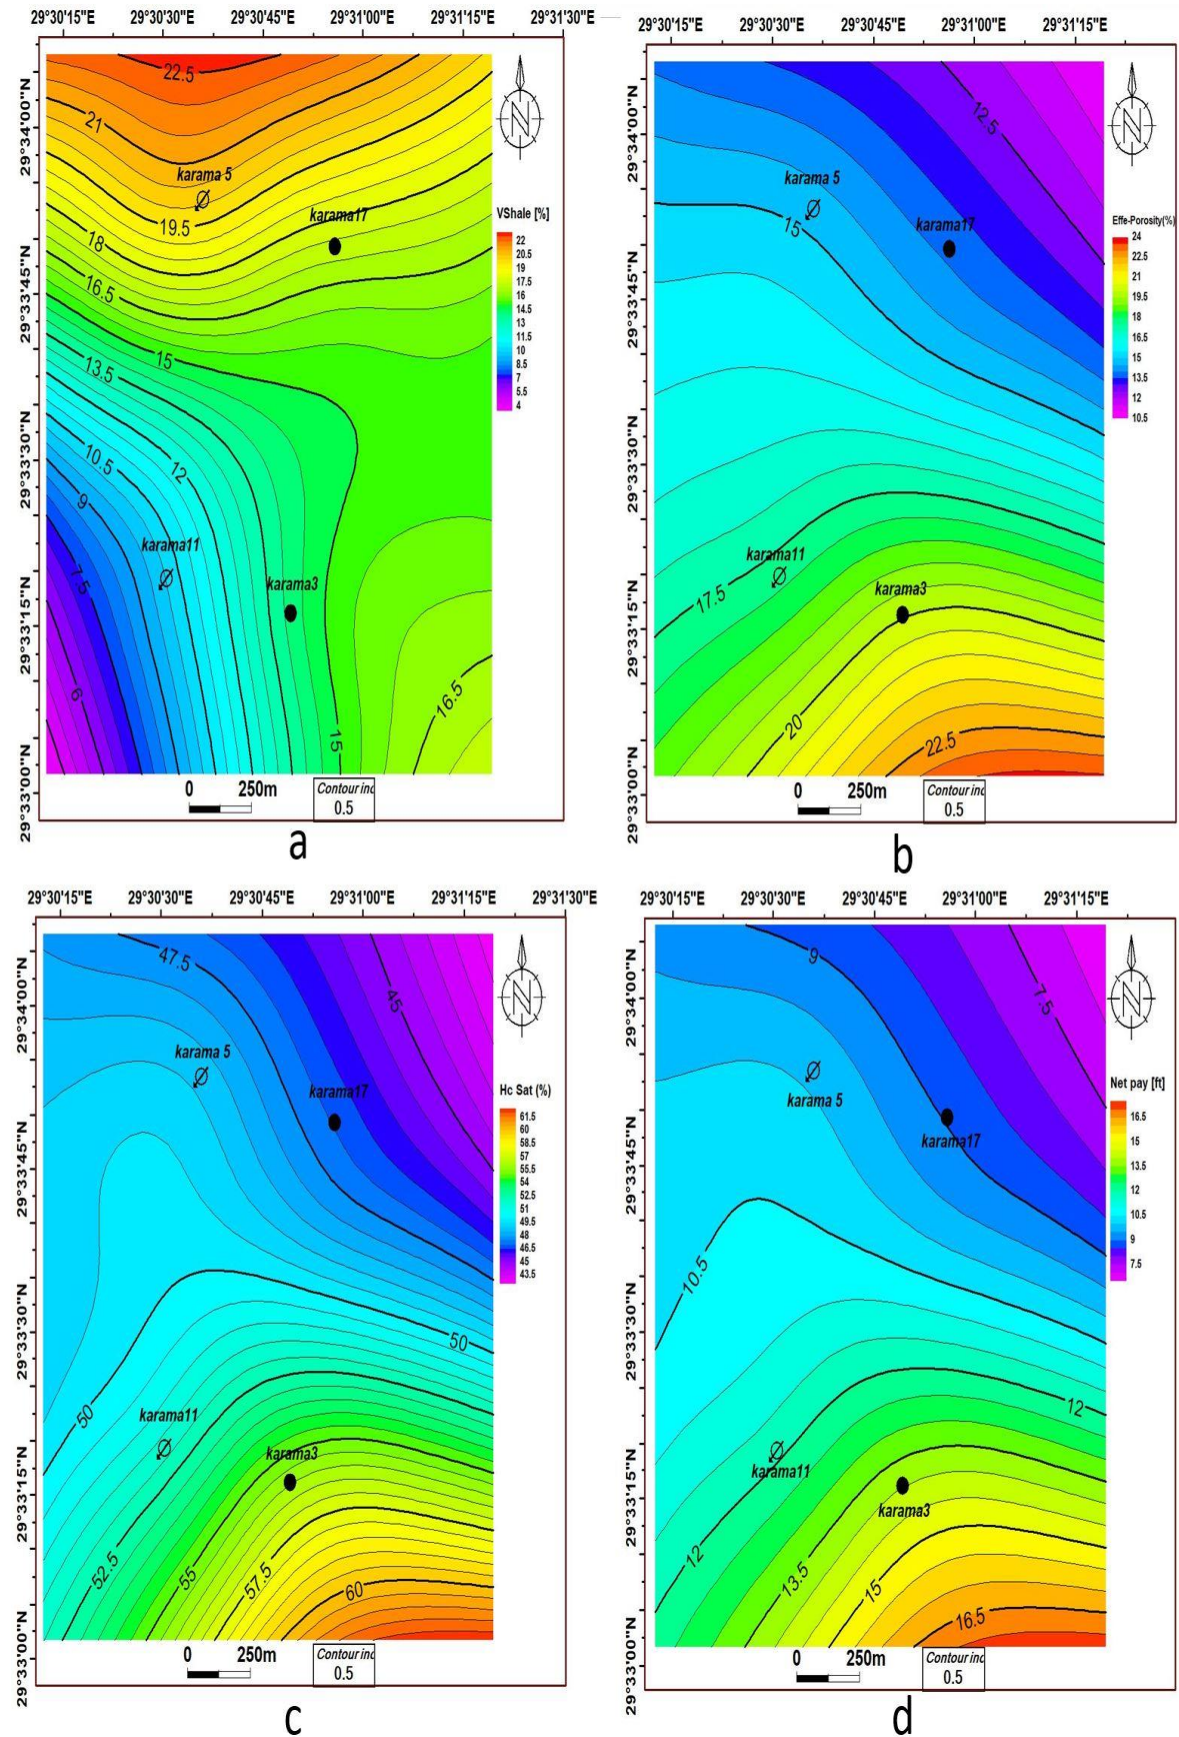 29°30'15"E 29°30'30"E 29°30'45"E 29°31'00"E 29°31'15"E 29°31'30"E
29°34'00"N
29°33'45"N
29°33'30"N
29°33'15"N
29°33'00"N
22.5
21
karama 5
19.5
karama17
18
16.5
15
13.5
12
10.5
9
karama11
7.5
karama3
6
16.5
15
N
VShale [%]
22
20.5
19
17.5
16
14.5
13
11.5
10
8.5
7
5.5
4
0 250m
Contour inc
0.5
a
29°30'15"E 29°30'30"E 29°30'45"E 29°31'00"E 29°31'15"E
29°34'00"N
29°33'45"N
29°33'30"N
29°33'15"N
29°33'00"N
12.5
karama 5
15
karama17
karama11
17.5
karama3
20
22.5
N
Effe-Porosity(%)
24
22.5
21
19.5
18
16.5
15
13.5
12
10.5
0 250m
Contour inc
0.5
b
29°30'15"E 29°30'30"E 29°30'45"E 29°31'00"E 29°31'15"E 29°31'30"E
29°34'00"N
29°33'45"N
29°33'30"N
29°33'15"N
29°33'00"N
47.5
45
karama 5
karama17
50
50
karama11
karama3
52.5
55
57.5
60
N
Hc Sat (%)
61.5
60
58.5
57
55.5
54
52.5
51
49.5
48
46.5
45
43.5
0 250m
Contour inc
0.5
c
29°30'15"E 29°30'30"E 29°30'45"E 29°31'00"E 29°31'15"E
29°34'00"N
29°33'45"N
29°33'30"N
29°33'15"N
29°33'00"N
9
7.5
karama 5
karama17
10.5
12
karama11
karama3
12
13.5
15
16.5
N
Net pay [ft]
16.5
15
13.5
12
10.5
9
7.5
0 250m
Contour inc
0.5
d